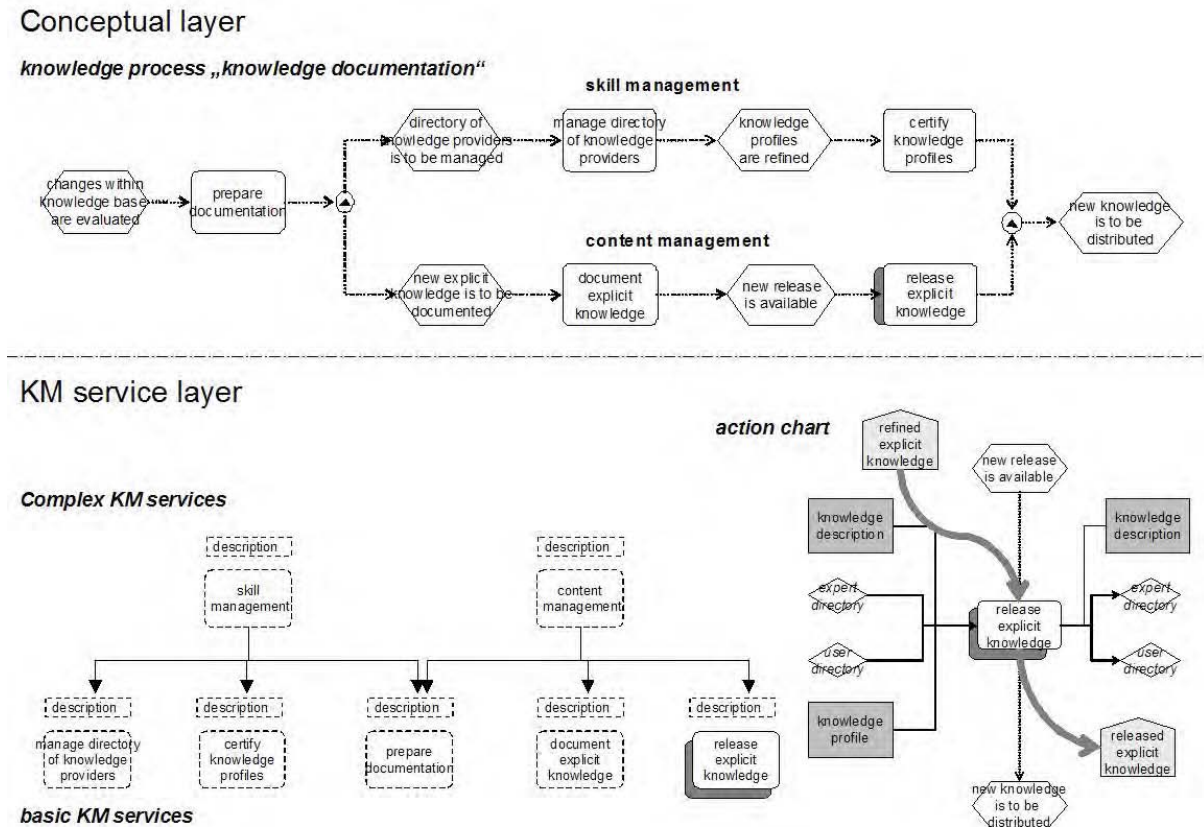 Conceptual layer
knowledge process „knowledge documentation“
skill management
directory of
knowledge providers
is to be managed
manage directory
of knowledge
providers
knowledge
profiles
are refined
certify
knowledge
profiles
changes within
knowledge base
are evaluated
prepare
documentation
new knowledge
is to be
distributed
content management
new explicit
knowledge is to be
documented
document
explicit
knowledge
new release
is available
release
explicit
knowledge
KM service layer
Complex KM services
description
skill
management
description
content
management
description
manage directory
of knowledge
providers
description
certify
knowledge
profiles
description
prepare
documentation
description
document
explicit
knowledge
description
release
explicit
knowledge
basic KM services
action chart
refined
explicit
knowledge
new release
is available
knowledge
description
knowledge
description
expert
directory
release
explicit
knowledge
expert
directory
user
directory
user
directory
knowledge
profile
released
explicit
knowledge
new knowledge
is to be
distributed